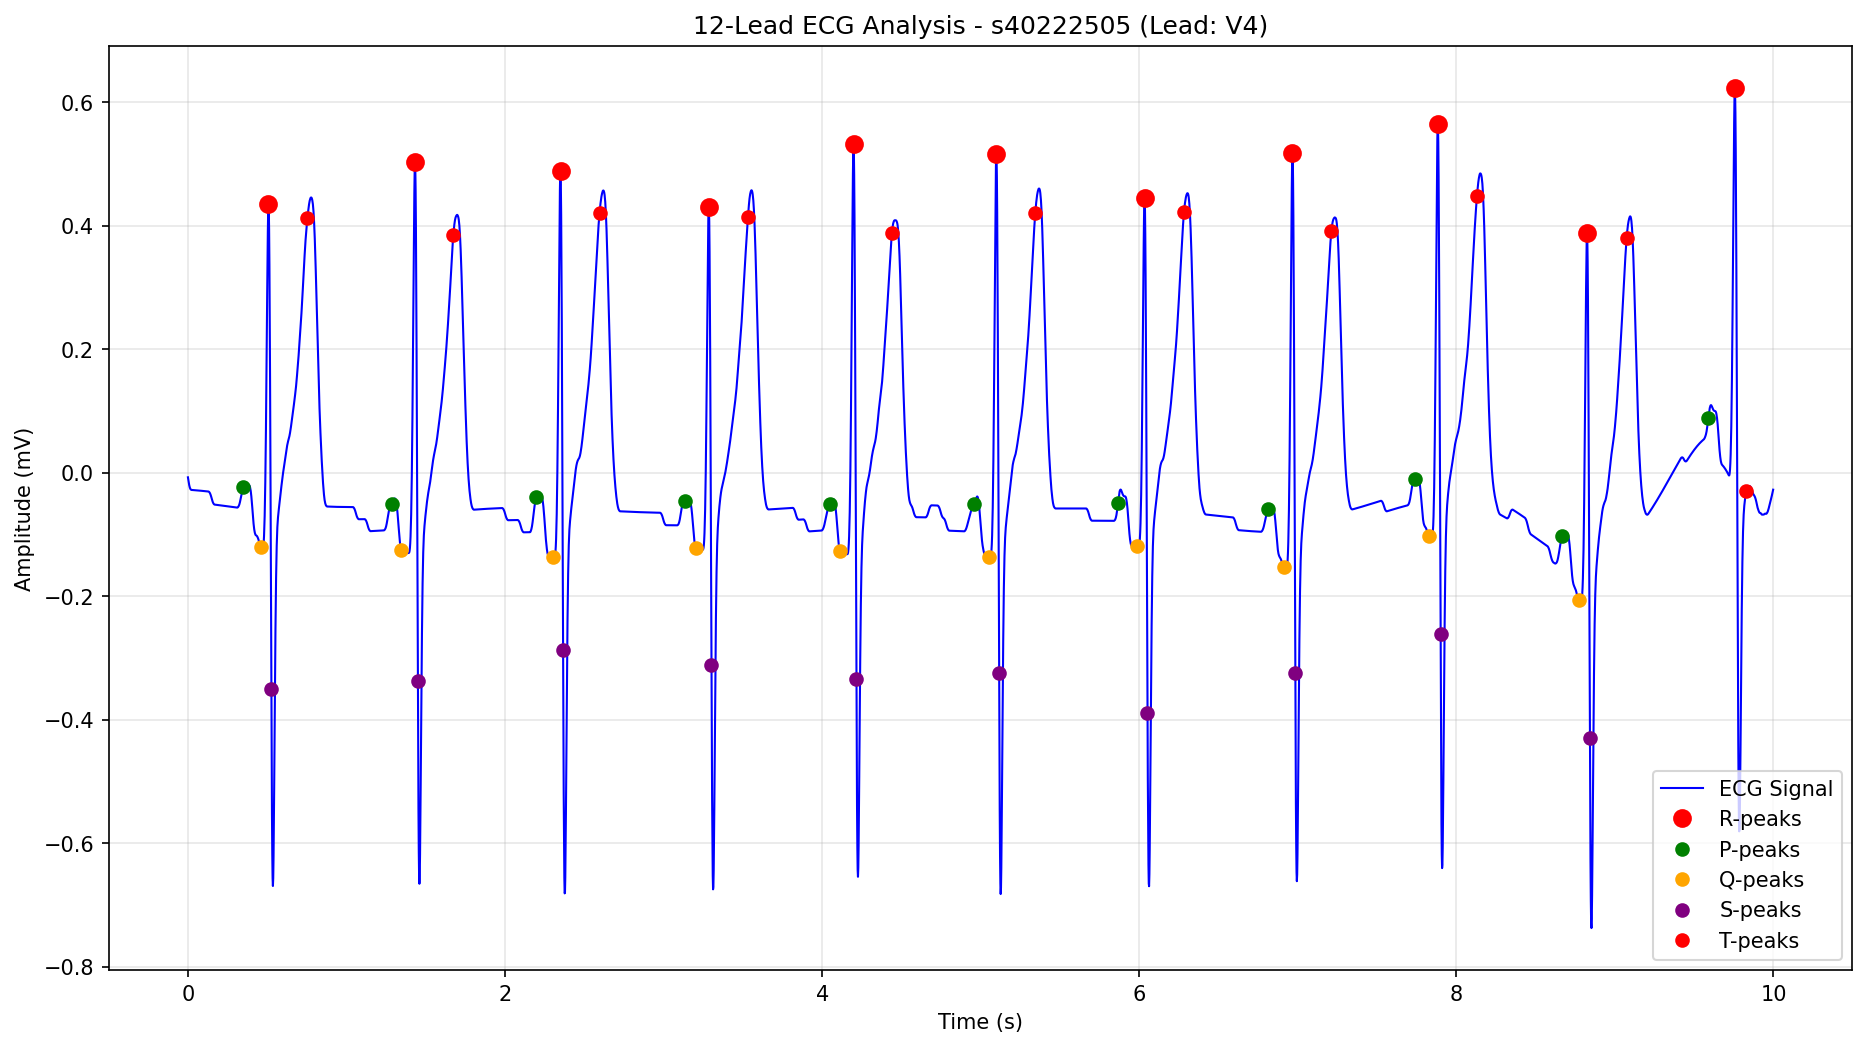 12-Lead ECG Analysis - s40222505 (Lead: V4)
Amplitude (mV)
0.6
0.4
0.2
0.0
−0.2
−0.4
−0.6
−0.8
ECG Signal
R-peaks
P-peaks
Q-peaks
S-peaks
T-peaks
0 2 4 6 8 10
Time (s)